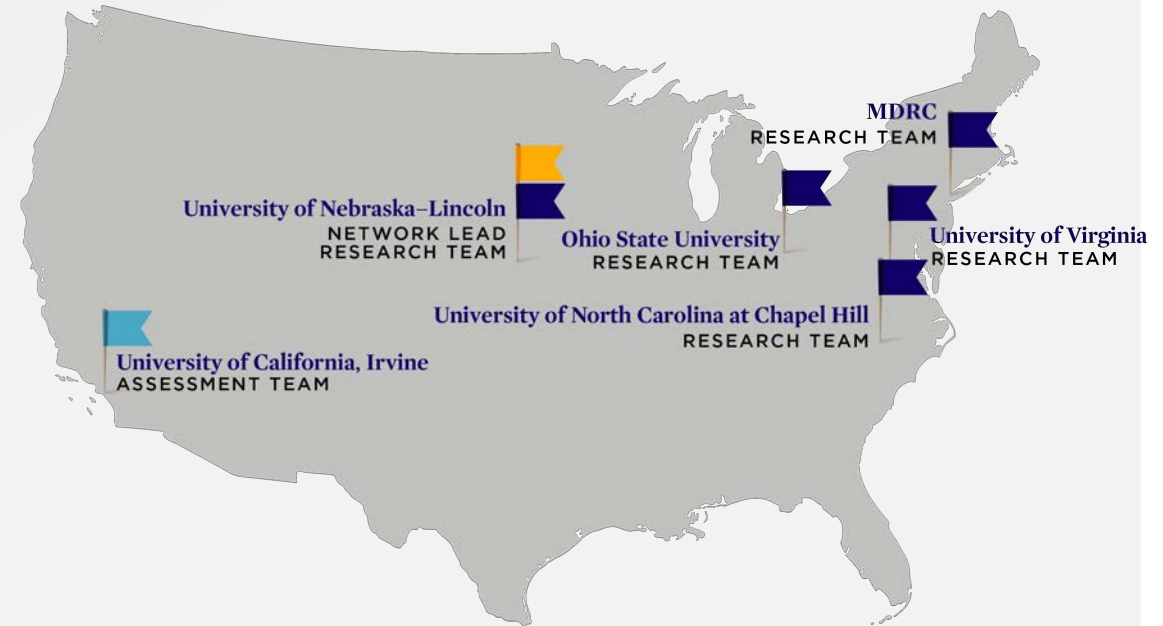 MDRC
RESEARCH TEAM
University of Nebraska–Lincoln
NETWORK LEAD
RESEARCH TEAM
Ohio State University
RESEARCH TEAM
University of Virginia
RESEARCH TEAM
University of North Carolina at Chapel Hill
RESEARCH TEAM
University of California, Irvine
ASSESSMENT TEAM